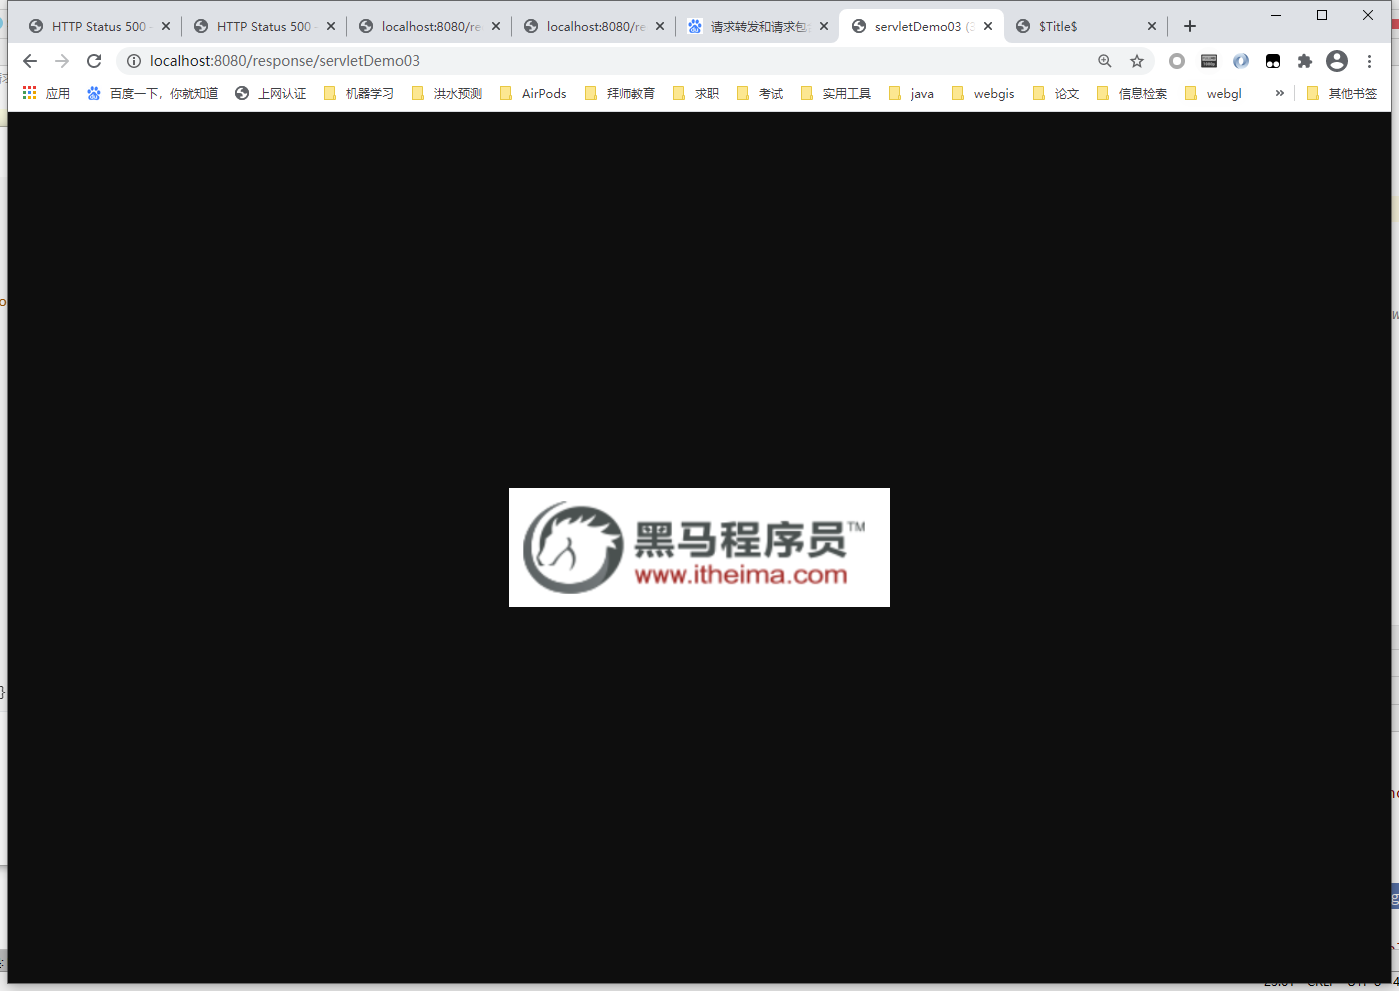 HTTP Status 500
HTTP Status 500
localhost:8080/re
localhost:8080/re
请求转发和请求包
servletDemo03 (3
$Title$
localhost:8080/response/servletDemo03
应用
百度一下，你就知道
上网认证
机器学习
洪水预测
AirPods
拜师教育
求职
考试
实用工具
java
webgis
论文
信息检索
webgl
»
其他书签
黑马程序员™
www.itheima.com
}